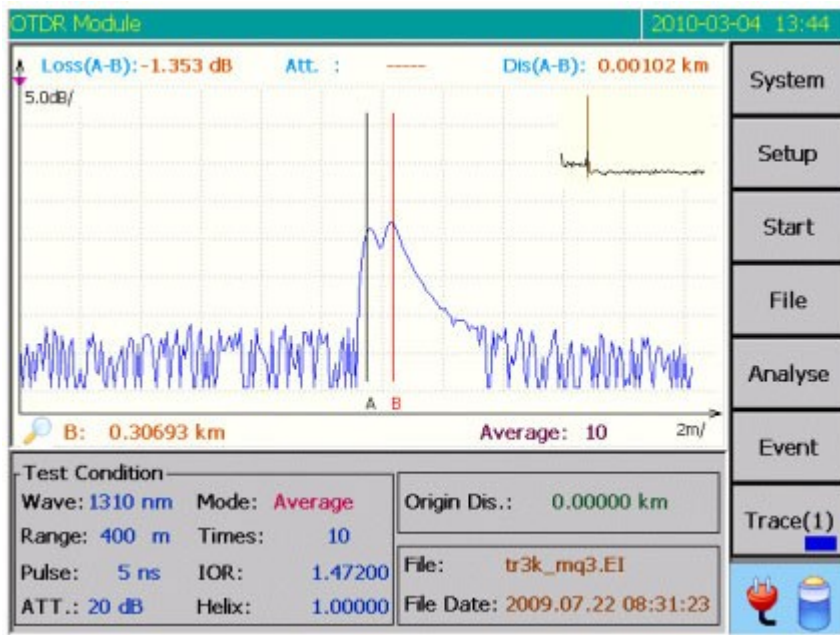 OTDR Module 2010-03-04 13:44
Loss(A-B):-1.353 dB Att. : ----- Dis(A-B): 0.00102 km
5.0dB/
A B
B: 0.30693 km Average: 10 2m/
Test Condition
Wave: 1310 nm Mode: Average
Range: 400 m Times: 10
Pulse: 5 ns IOR: 1.47200
ATT.: 20 dB Helix: 1.00000
Origin Dis.: 0.00000 km
File: tr3k_mq3.EI
File Date: 2009.07.22 08:31:23
System
Setup
Start
File
Analyse
Event
Trace(1)